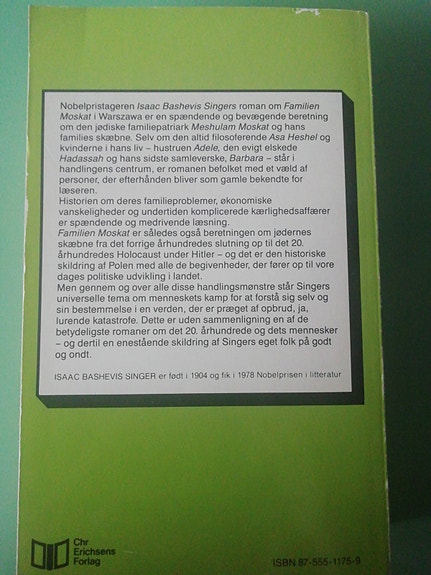 Nobelpristageren Isaac Bashevis Singers roman om Familien
Moskat i Warszawa er en spændende og bevægende beretning
om den jødiske familiepatriark Meshulam Moskat og hans
families skæbne. Selv om den altid filosoferende Asa Heshel og
kvinderne i hans liv – hustruen Adele, den evigt elskede
Hadassah og hans sidste samleverske, Barbara – står i
handlingens centrum, er romanen befolket med et væld af
personer, der efterhånden bliver som gamle bekendte for
læseren.
Historien om deres familieproblemer, økonomiske
vanskeligheder og undertiden komplicerede kærlighedsaffærer
er spændende og medrivende læsning.
Familien Moskat er således også beretningen om jødernes
skæbne fra det forrige århundredes slutning op til det 20.
århundredes Holocaust under Hitler – og det er den historiske
skildring af Polen med alle de begivenheder, der fører op til vore
dages politiske udvikling i landet.
Men gennem og over alle disse handlingsmønstre står Singers
universelle tema om menneskets kamp for at forstå sig selv og
sin bestemmelse i en verden, der er præget af opbrud, ja,
lurende katastrofe. Dette er uden sammenligning en af de
betydeligste romaner om det 20. århundrede og dets mennesker
– og dertil en enestående skildring af Singers eget folk på godt
og ondt.
ISAAC BASHEVIS SINGER er født i 1904 og fik i 1978 Nobelprisen i litteratur
Chr
Erichsens
Forlag
ISBN 87-555-1175-9